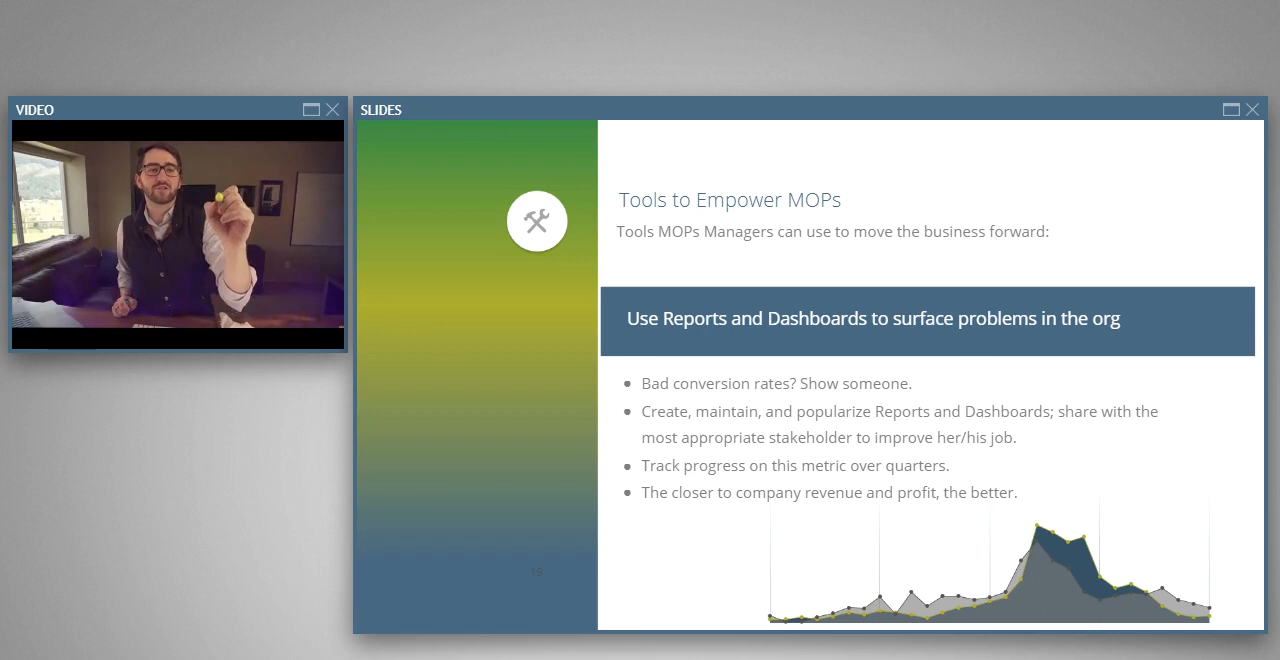 VIDEO
SLIDES
Tools to Empower MOPs
Tools MOPs Managers can use to move the business forward:
Use Reports and Dashboards to surface problems in the org
Bad conversion rates? Show someone.
Create, maintain, and popularize Reports and Dashboards; share with the
most appropriate stakeholder to improve her/his job.
Track progress on this metric over quarters.
The closer to company revenue and profit, the better.
19